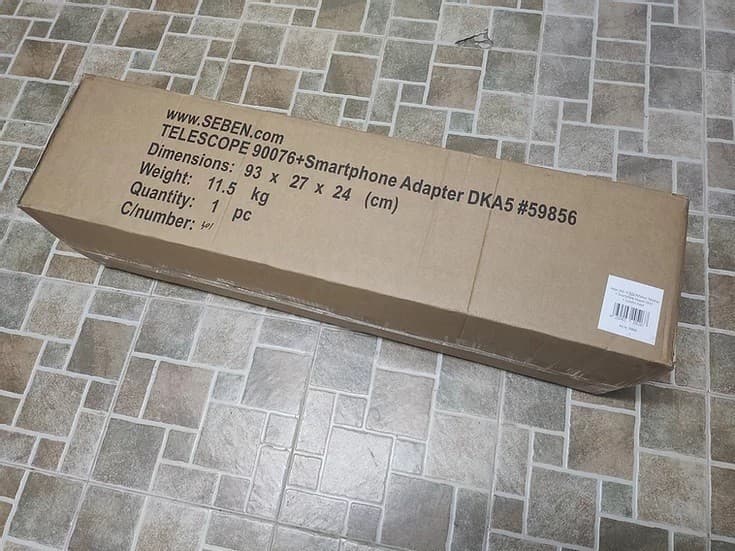 www.SEBEN.com
TELESCOPE 90076+Smartphone Adapter DKA5 #59856
Dimensions: 93 x 27 x 24 (cm)
Weight: 11.5 kg
Quantity: 1 pc
C/number: